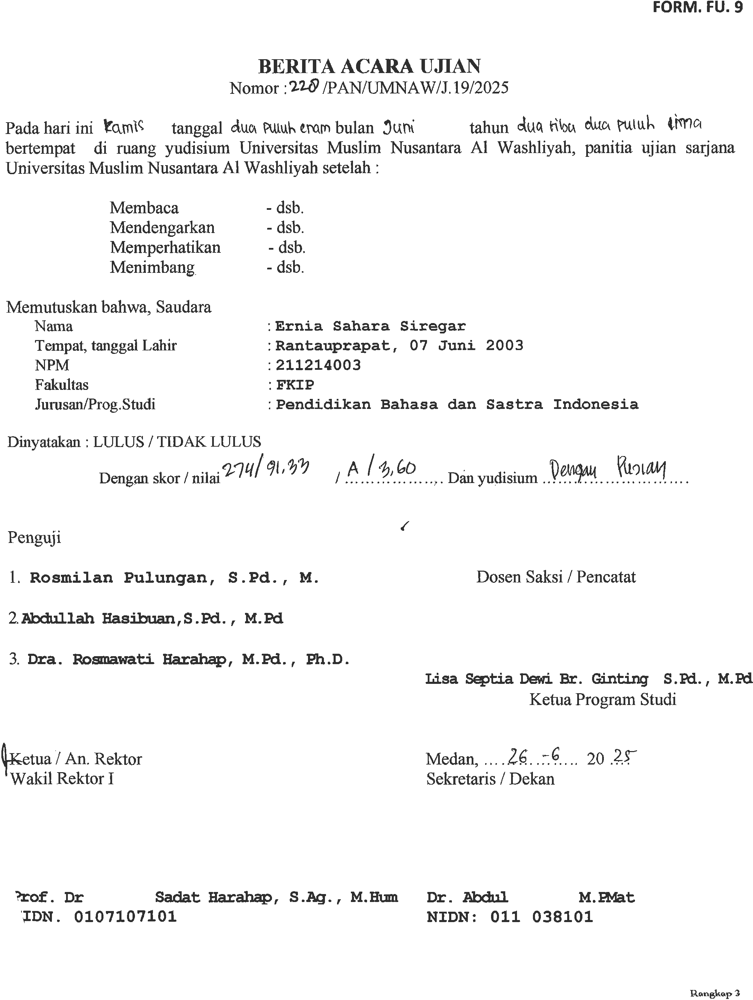 FORM. FU. 9
BERITA ACARA UJIAN
Nomor : 228 /PAN/UMNAW/J.19/2025
Pada hari ini Kamis tanggal dua puluh enam bulan Juni tahun dua ribu dua puluh lima
bertempat di ruang yudisium Universitas Muslim Nusantara Al Washliyah, panitia ujian sarjana
Universitas Muslim Nusantara Al Washliyah setelah :
Membaca - dsb.
Mendengarkan - dsb.
Memperhatikan - dsb.
Menimbang - dsb.
Memutuskan bahwa, Saudara
Nama : Ernia Sahara Siregar
Tempat, tanggal Lahir : Rantauprapat, 07 Juni 2003
NPM : 211214003
Fakultas : FKIP
Jurusan/Prog.Studi : Pendidikan Bahasa dan Sastra Indonesia
Dinyatakan : LULUS / TIDAK LULUS
Dengan skor / nilai 274/91,33 / A / 3,60 Dan yudisium Dengan Pujian
Penguji
1. Rosmilan Pulungan, S.Pd., M. Dosen Saksi / Pencatat
2. Abdullah Hasibuan,S.Pd., M.Pd
3. Dra. Rosmawati Harahap, M.Pd., Ph.D.
Lisa Septia Dewi Br. Ginting S.Pd., M.Pd
Ketua Program Studi
Ketua / An. Rektor Medan, 26 - 6 20 25
Wakil Rektor I Sekretaris / Dekan
Prof. Dr Sadat Harahap, S.Ag., M.Hum Dr. Abdul M.PMat
IDN. 0107107101 NIDN: 011 038101
Rangkap 3